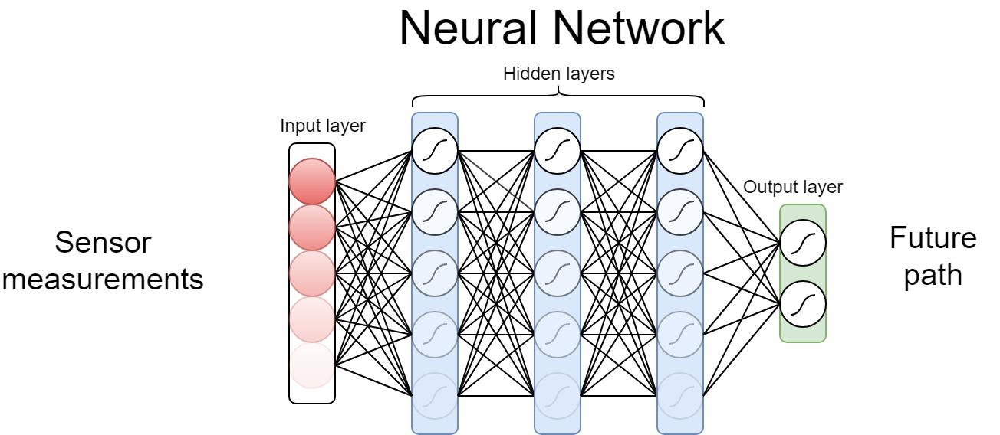 Neural Network
Hidden layers
Input layer
Output layer
Sensor
measurements
Future
path